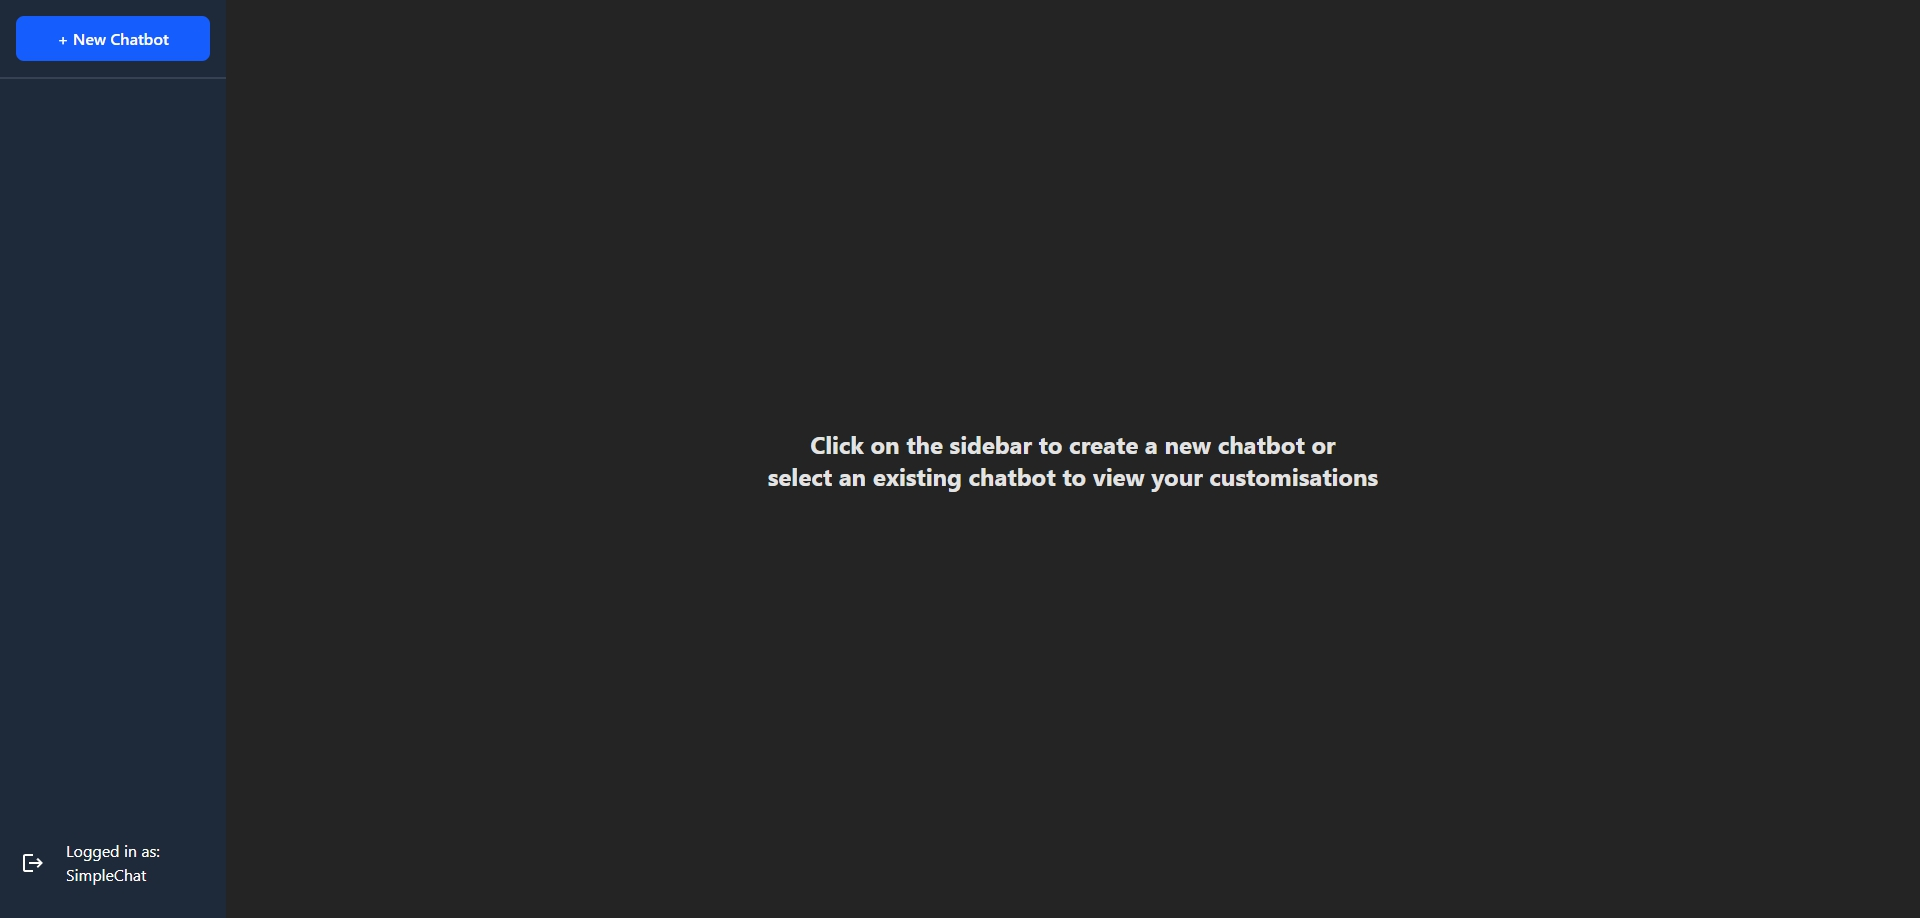 + New Chatbot
Click on the sidebar to create a new chatbot or
select an existing chatbot to view your customisations
Logged in as:
SimpleChat